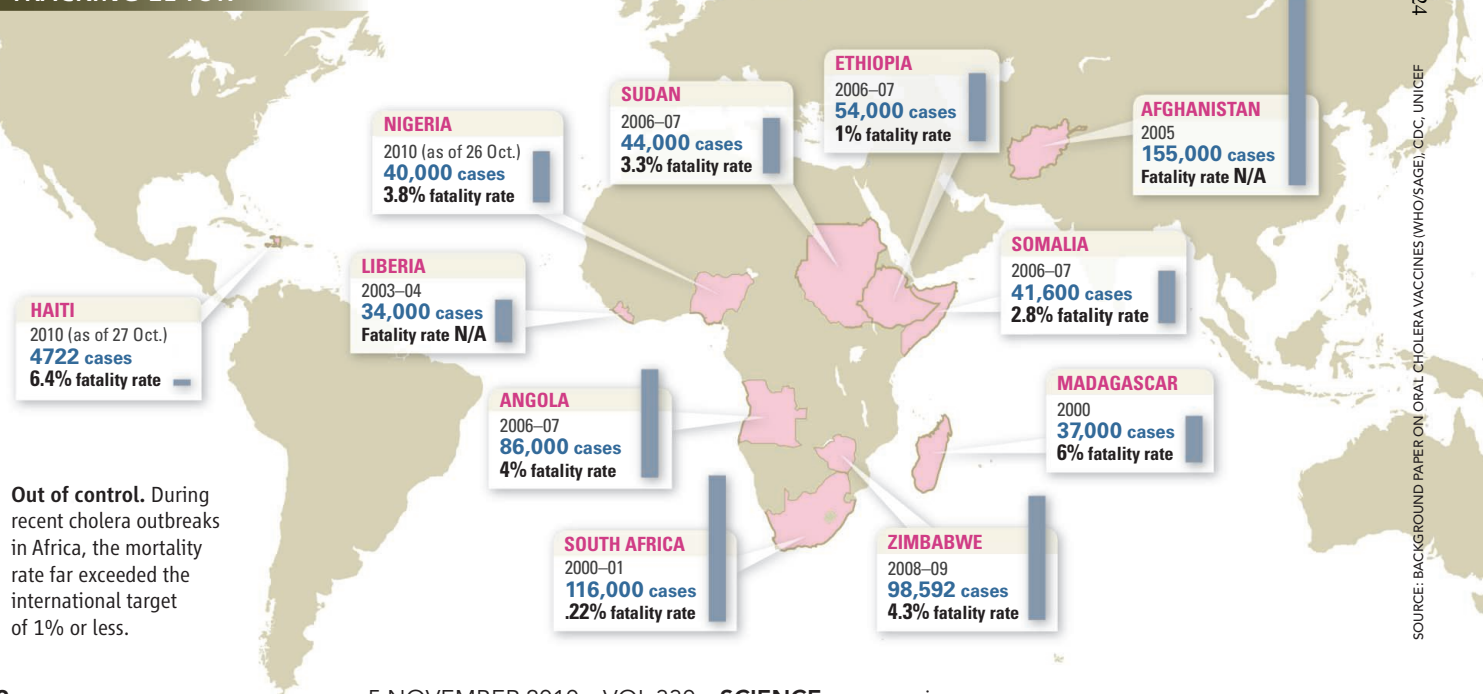 ETHIOPIA
2006–07
54,000 cases
1% fatality rate
SUDAN
2006–07
44,000 cases
3.3% fatality rate
AFGHANISTAN
2005
155,000 cases
Fatality rate N/A
NIGERIA
2010 (as of 26 Oct.)
40,000 cases
3.8% fatality rate
SOMALIA
2006–07
41,600 cases
2.8% fatality rate
LIBERIA
2003–04
34,000 cases
Fatality rate N/A
HAITI
2010 (as of 27 Oct.)
4722 cases
6.4% fatality rate
MADAGASCAR
2000
37,000 cases
6% fatality rate
ANGOLA
2006–07
86,000 cases
4% fatality rate
Out of control. During
recent cholera outbreaks
in Africa, the mortality
rate far exceeded the
international target
of 1% or less.
SOUTH AFRICA
2000–01
116,000 cases
.22% fatality rate
ZIMBABWE
2008–09
98,592 cases
4.3% fatality rate
SOURCE: BACKGROUND PAPER ON ORAL CHOLERA VACCINES (WHO/SAGE), CDC, UNICEF
24
5 NOVEMBER 2010 VOL 330 SCIENCE